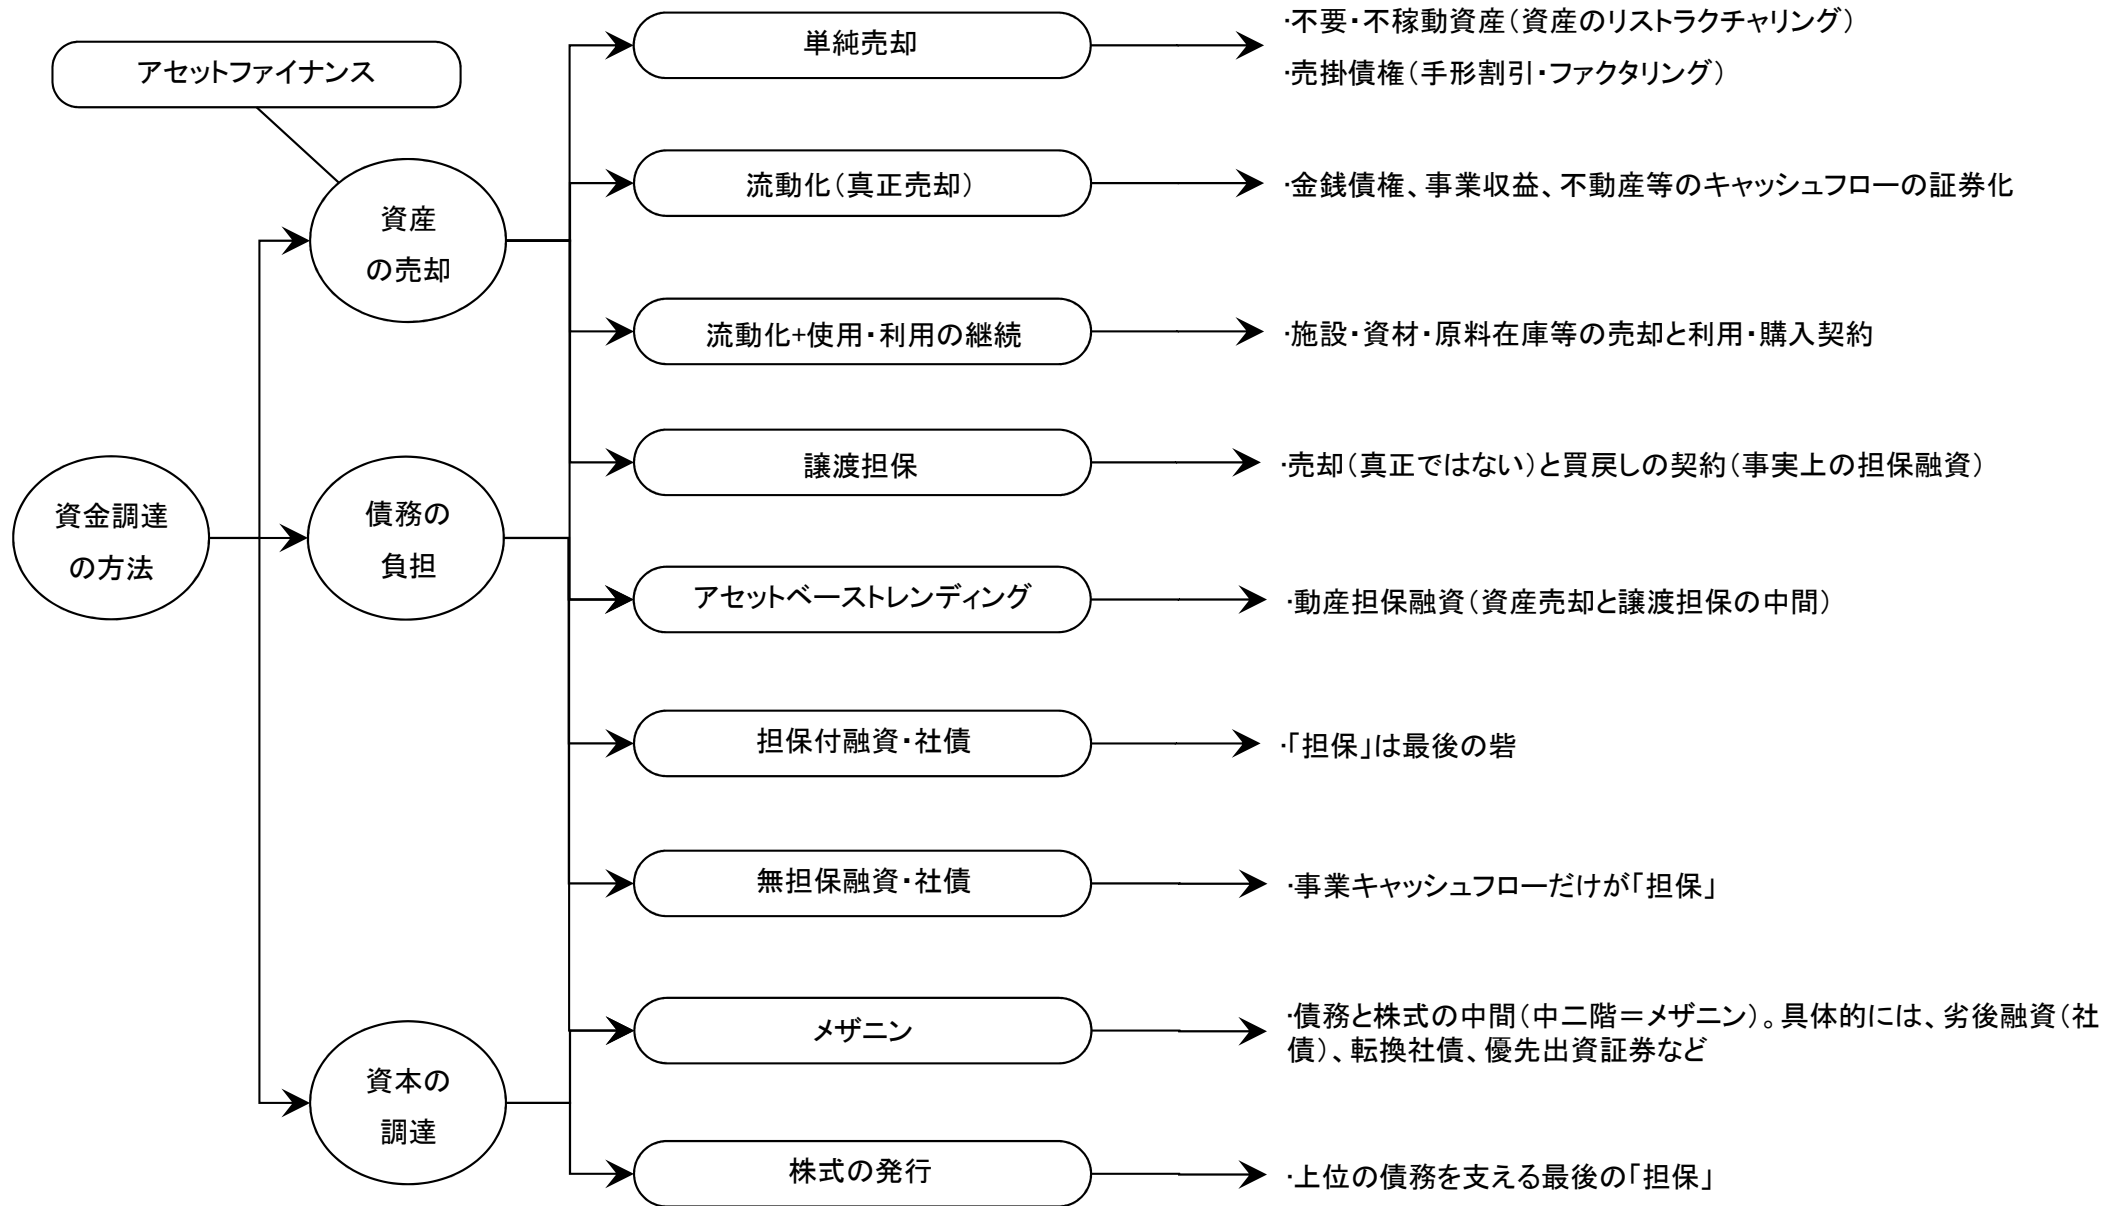 アセットファイナンス
資金調達
の方法
資産
の売却
債務の
負担
資本の
調達
単純売却
・不要・不稼動資産（資産のリストラクチャリング）
・売掛債権（手形割引・ファクタリング）
流動化（真正売却）
・金銭債権、事業収益、不動産等のキャッシュフローの証券化
流動化+使用・利用の継続
・施設・資材・原料在庫等の売却と利用・購入契約
譲渡担保
・売却（真正ではない）と買戻しの契約（事実上の担保融資）
アセットベーストレンディング
・動産担保融資（資産売却と譲渡担保の中間）
担保付融資・社債
・「担保」は最後の砦
無担保融資・社債
・事業キャッシュフローだけが「担保」
メザニン
・債務と株式の中間（中二階＝メザニン）。具体的には、劣後融資（社
債）、転換社債、優先出資証券など
株式の発行
・上位の債務を支える最後の「担保」